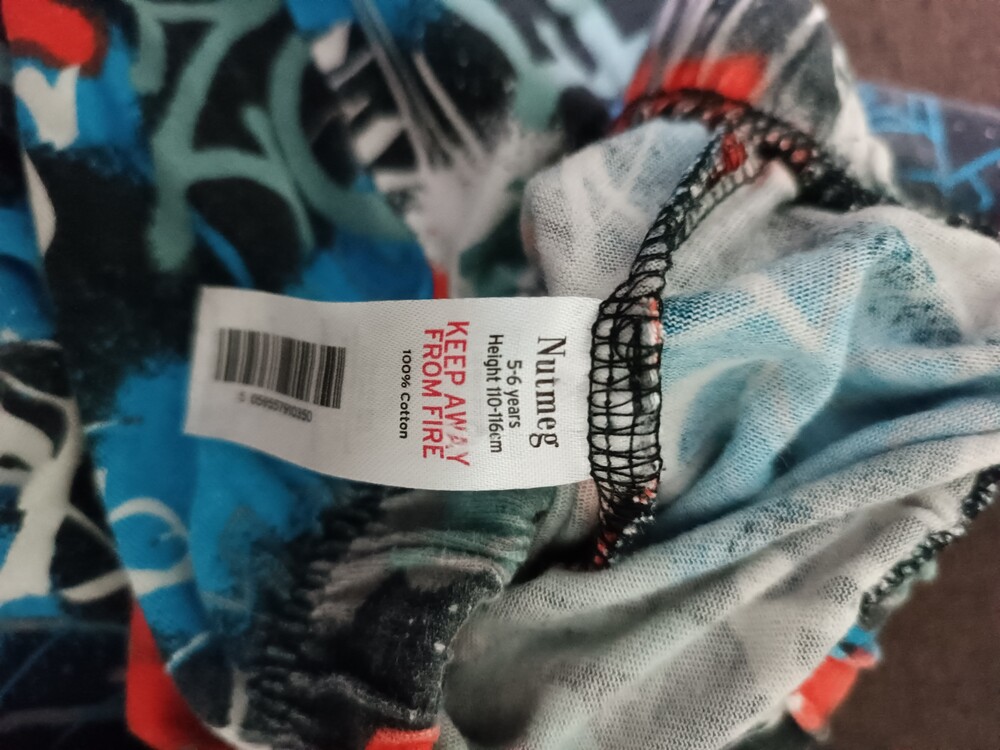 Nutmeg
5-6 years
Height 110-116cm
KEEP AWAY
FROM FIRE
100% Cotton